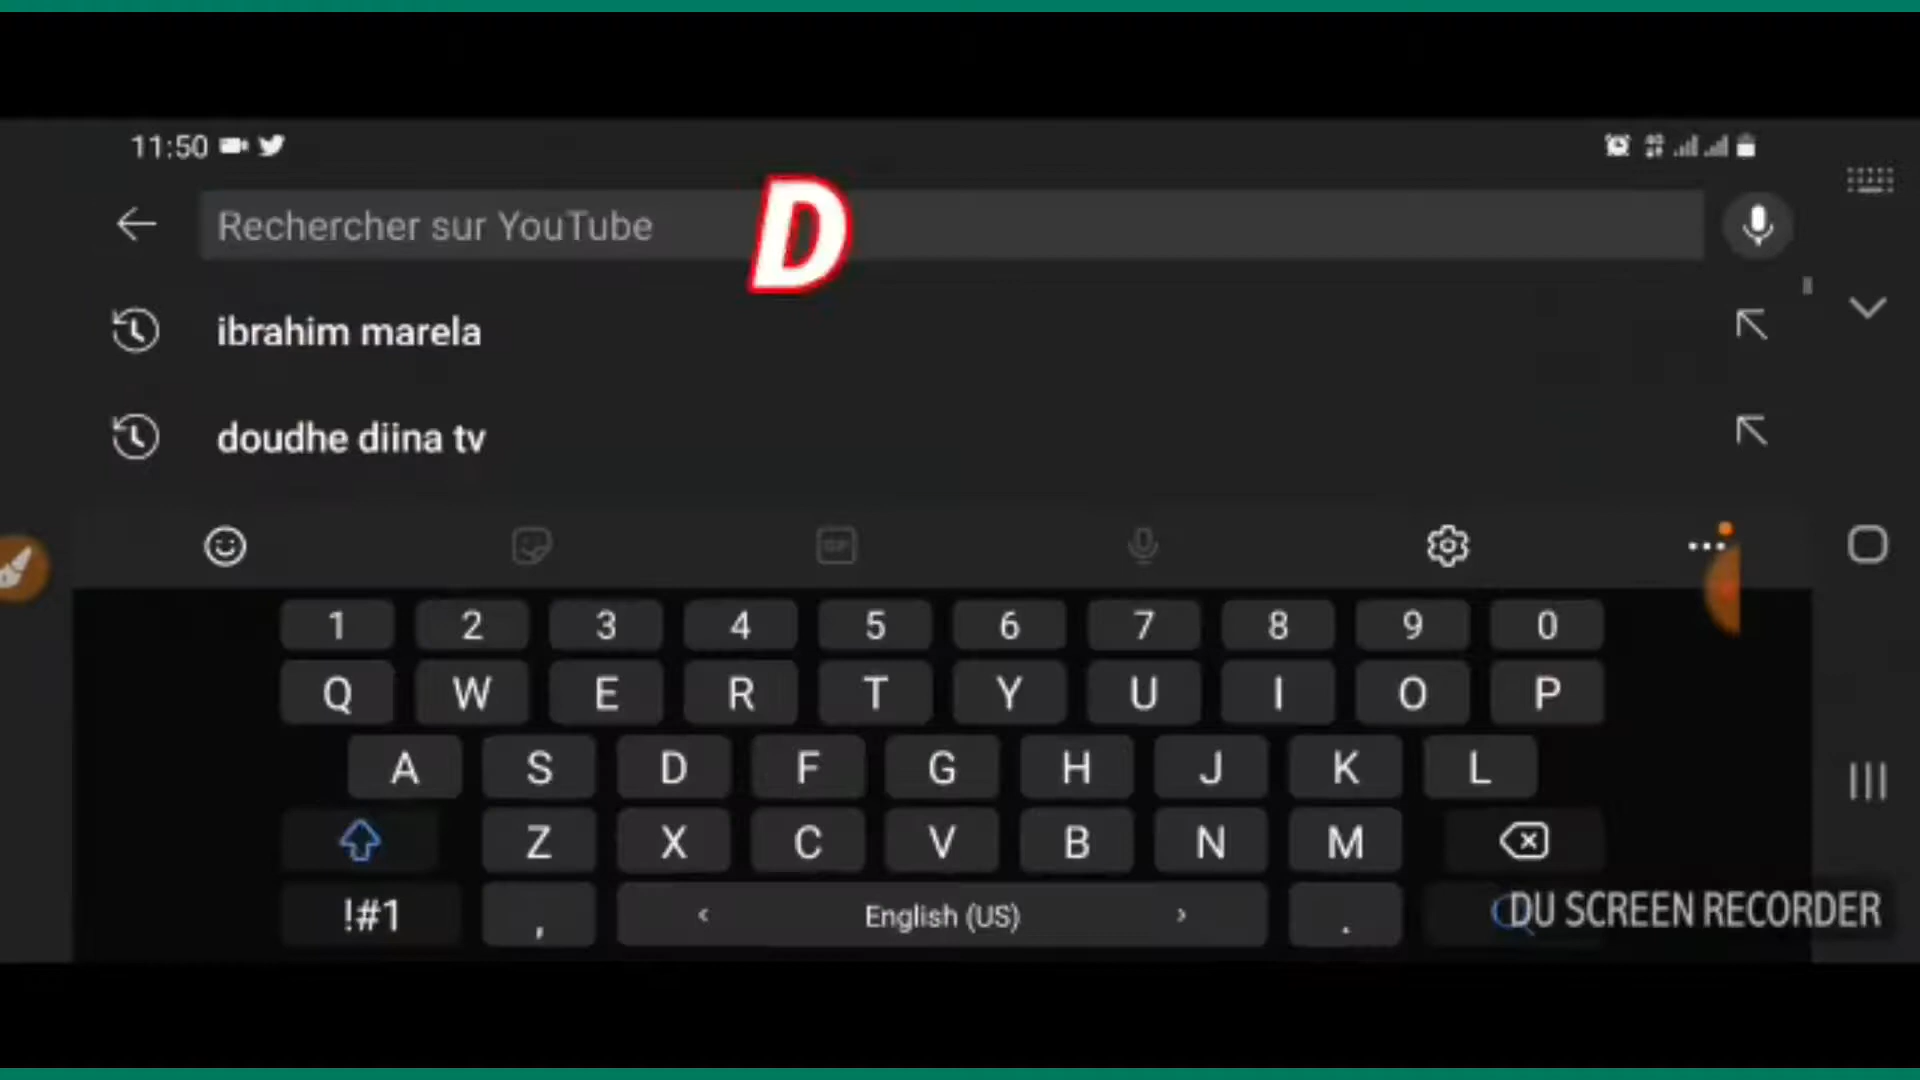 11:50
D
Rechercher sur YouTube
ibrahim marela
doudhe diina tv
GIF
1 2 3 4 5 6 7 8 9 0
Q W E R T Y U I O P
A S D F G H J K L
Z X C V B N M
!#1 , < English (US) > .
DU SCREEN RECORDER